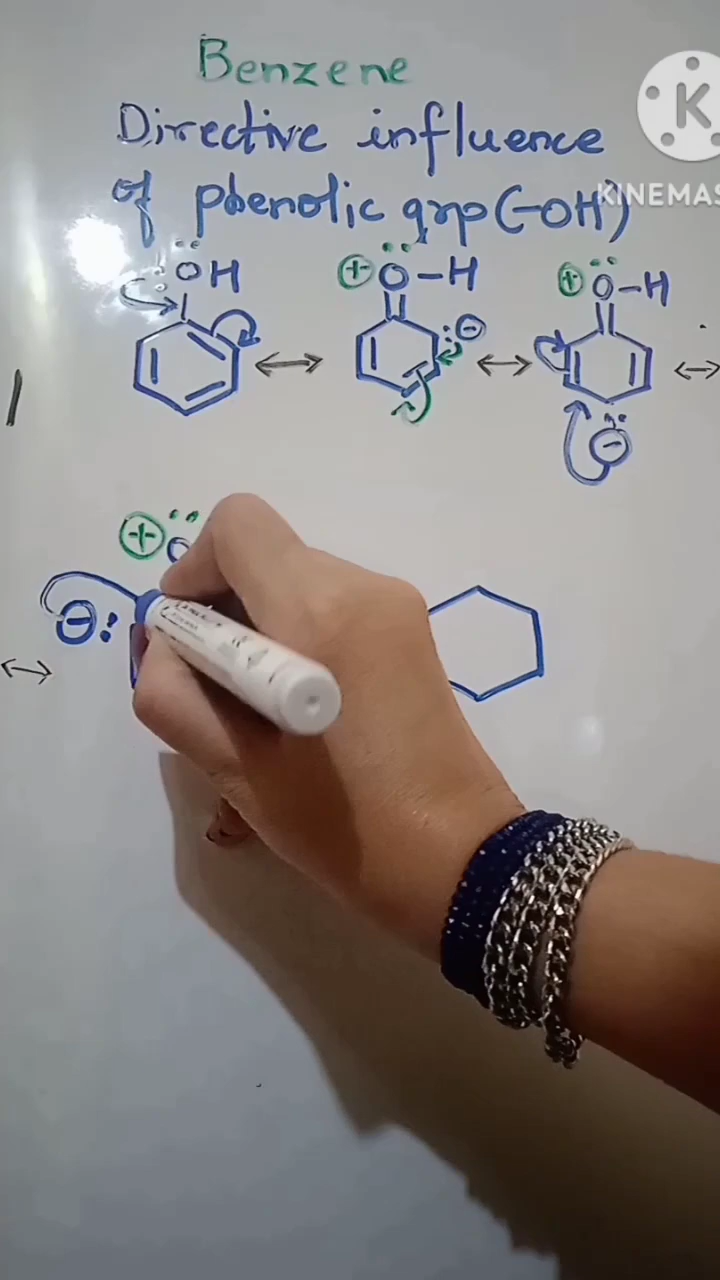 Benzene
Directive influence
of phenolic grp (-OH)
K
KINEMAS
:OH
+ O-H
:⊖
+ O-H
⊖
+ O
⊖: